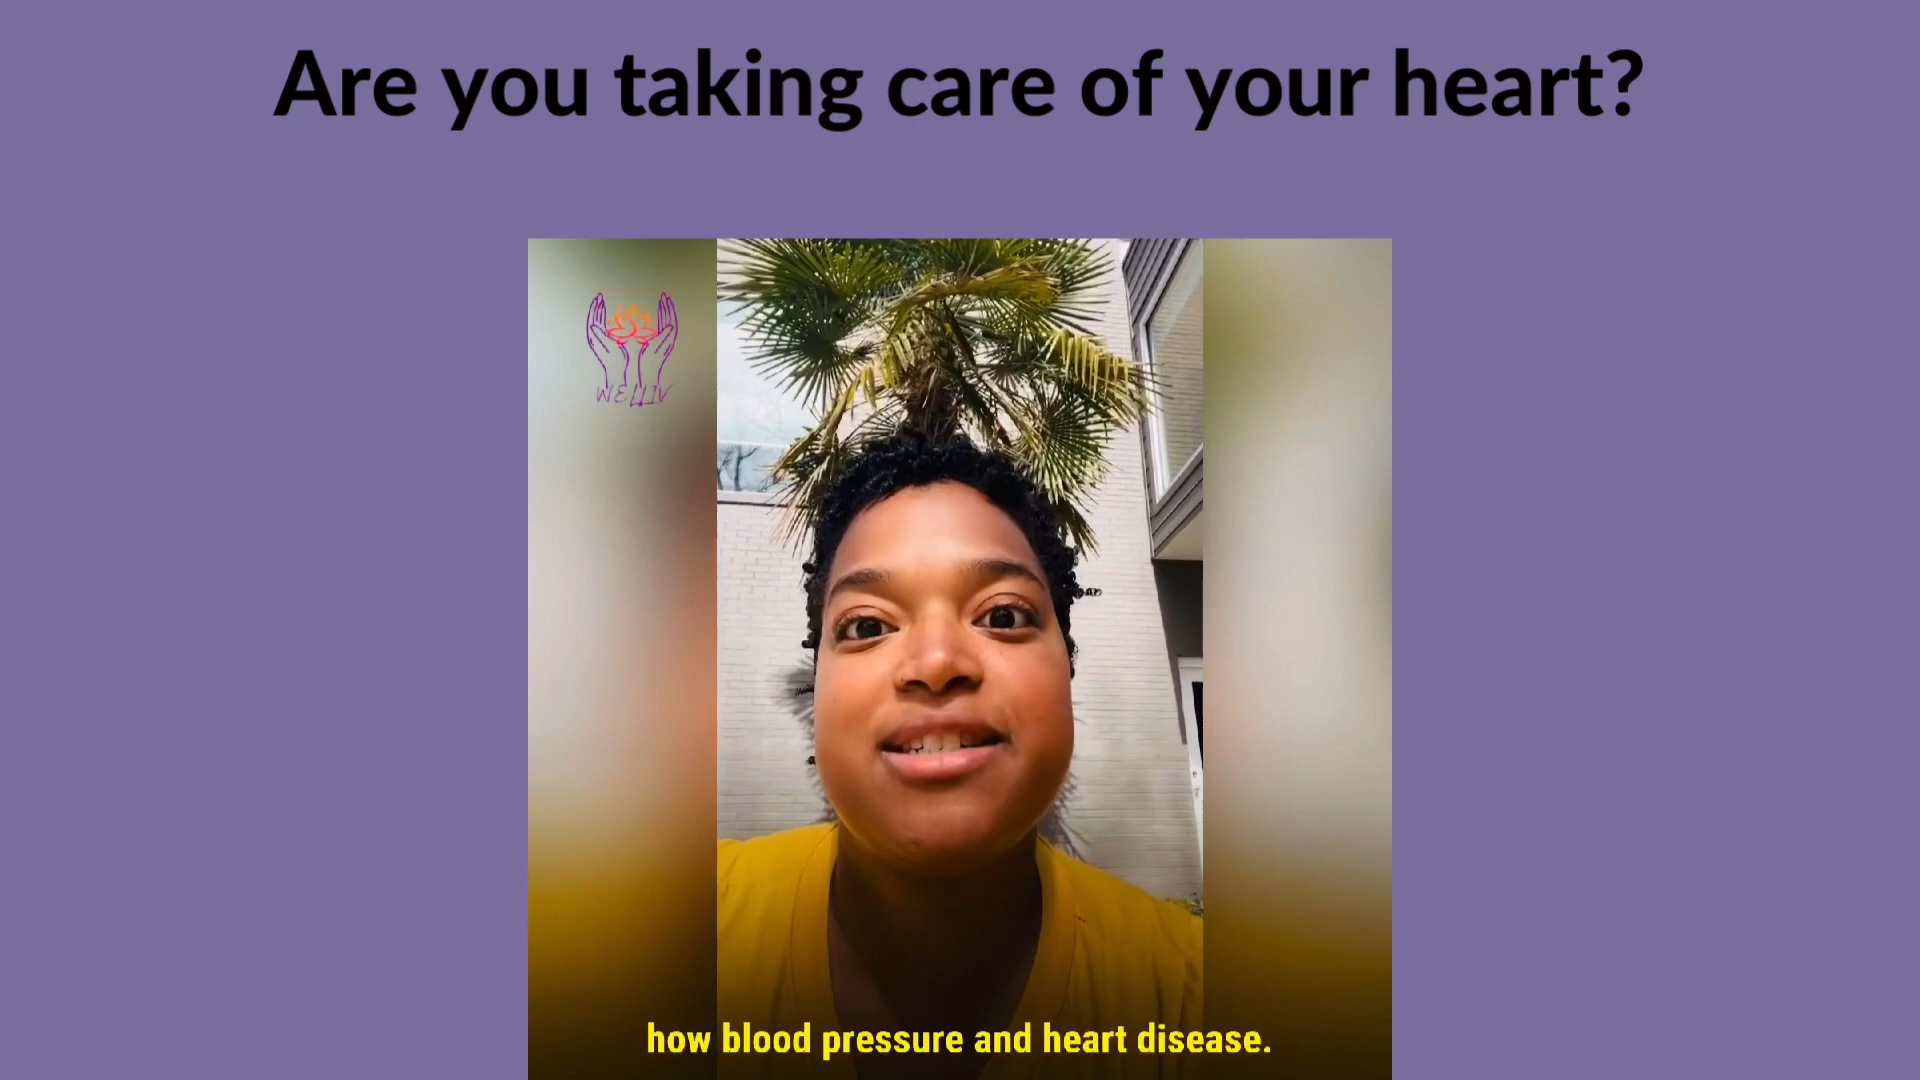 Are you taking care of your heart?
WELLIV
how blood pressure and heart disease.